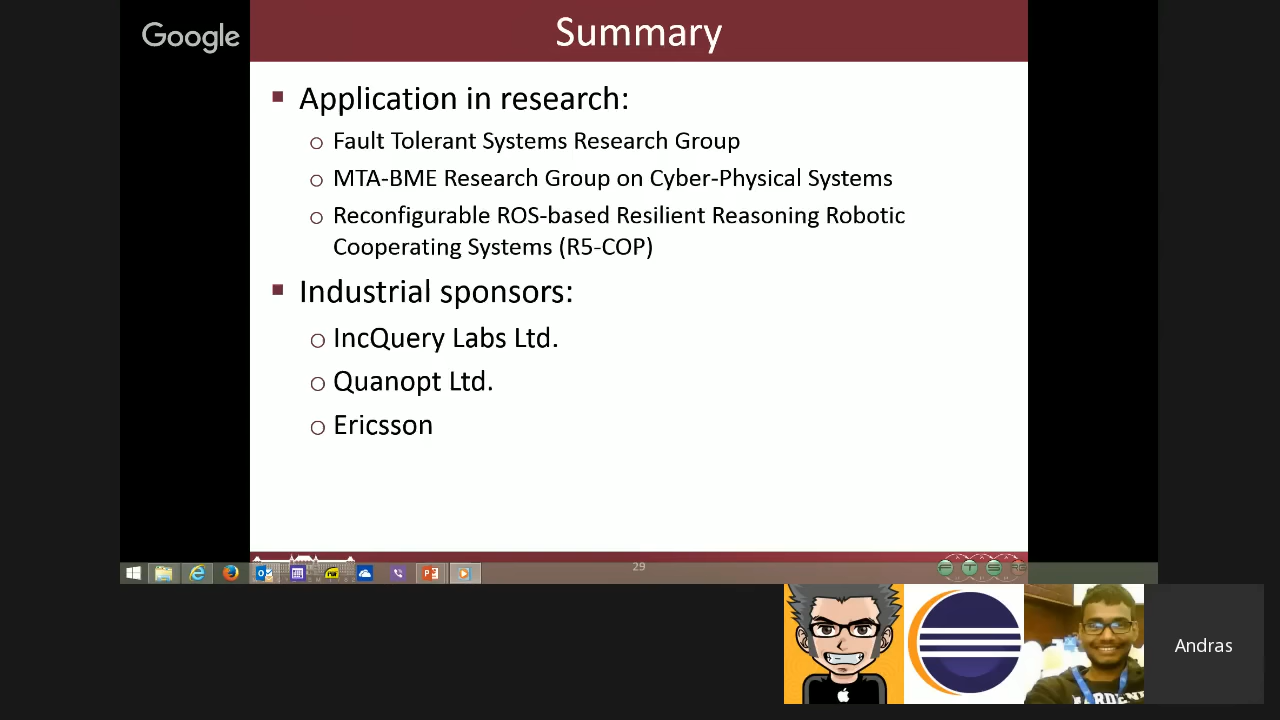 Google
Summary
Application in research:
Fault Tolerant Systems Research Group
MTA-BME Research Group on Cyber-Physical Systems
Reconfigurable ROS-based Resilient Reasoning Robotic
Cooperating Systems (R5-COP)
Industrial sponsors:
IncQuery Labs Ltd.
Quanopt Ltd.
Ericsson
29
F T S
Andras